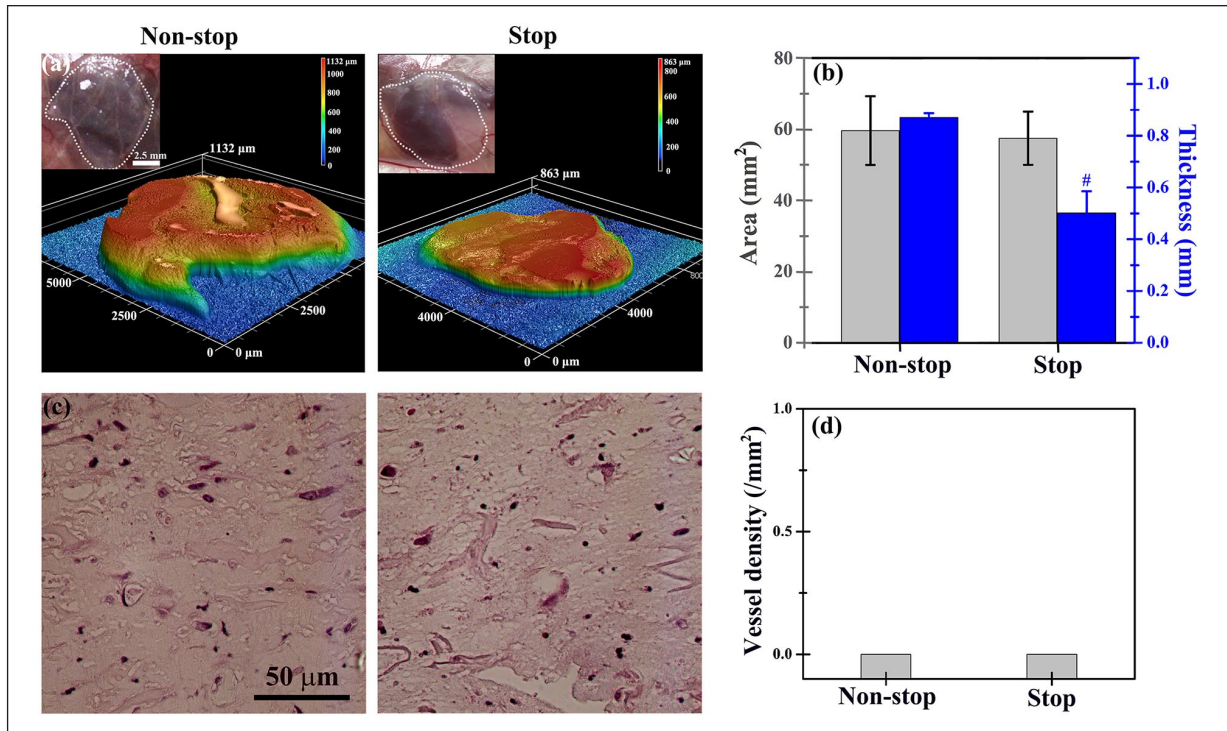 Non-stop
Stop
(a)
1132 µm
1000
800
600
400
200
0
2.5 mm
1132 µm
5000
2500
0
0 µm
2500
863 µm
800
600
400
200
0
863 µm
4000
0
0 µm
4000
(b)
80
60
40
20
0
Area (mm²)
1.0
0.8
0.6
0.4
0.2
0.0
Thickness (mm)
#
Non-stop
Stop
(c)
50 µm
(d)
1.0
0.5
0.0
Vessel density (/mm²)
Non-stop
Stop